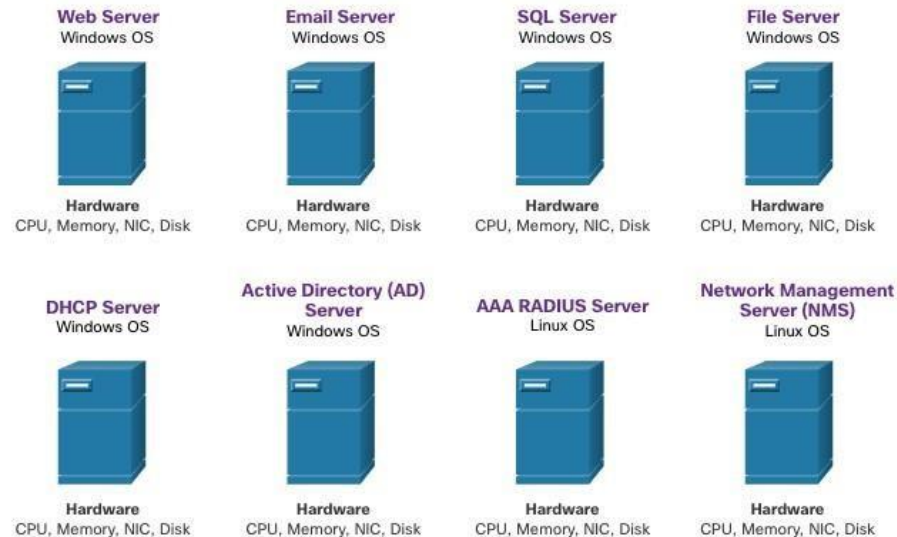 Web Server
Windows OS
Hardware
CPU, Memory, NIC, Disk
Email Server
Windows OS
Hardware
CPU, Memory, NIC, Disk
SQL Server
Windows OS
Hardware
CPU, Memory, NIC, Disk
File Server
Windows OS
Hardware
CPU, Memory, NIC, Disk
DHCP Server
Windows OS
Hardware
CPU, Memory, NIC, Disk
Active Directory (AD)
Server
Windows OS
Hardware
CPU, Memory, NIC, Disk
AAA RADIUS Server
Linux OS
Hardware
CPU, Memory, NIC, Disk
Network Management
Server (NMS)
Linux OS
Hardware
CPU, Memory, NIC, Disk